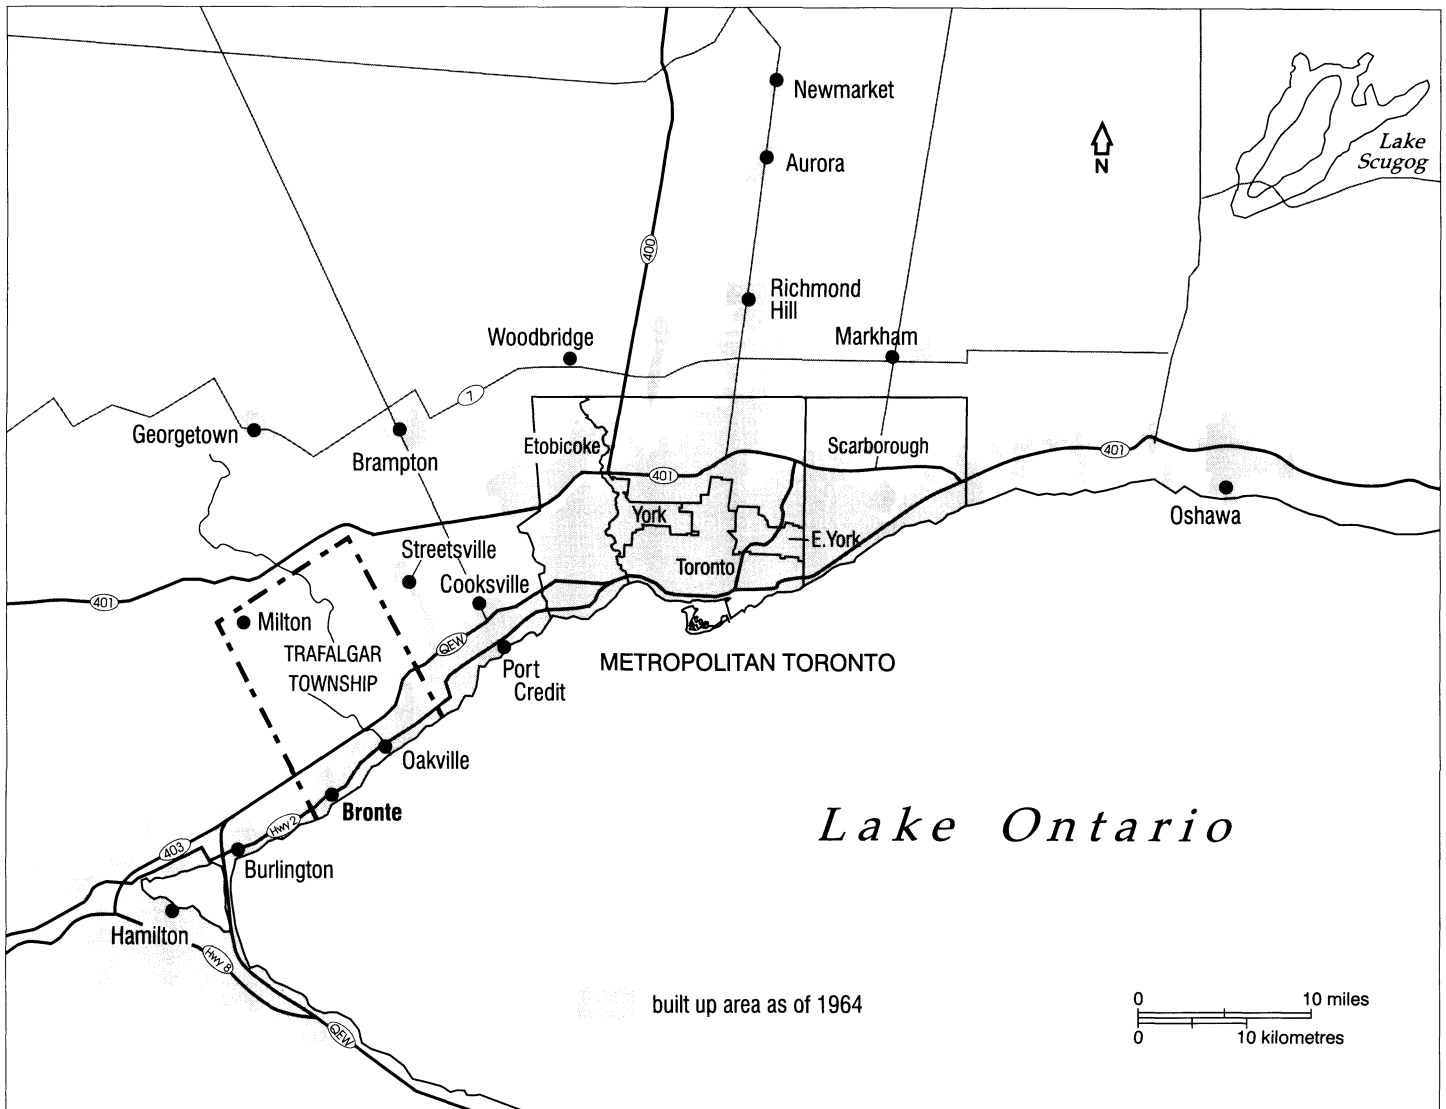 Newmarket
Lake
Scugog
Aurora
N
400
Richmond
Hill
Woodbridge
Markham
7
Georgetown
Brampton
Etobicoke
Scarborough
401
401
York
Oshawa
E.York
Streetsville
Toronto
Cooksville
401
Milton
QEW
TRAFALGAR
TOWNSHIP
METROPOLITAN TORONTO
Port
Credit
Oakville
Bronte
Hwy 2
Lake Ontario
403
Burlington
Hamilton
Hwy 8
built up area as of 1964
0 10 miles
0 10 kilometres
QEW